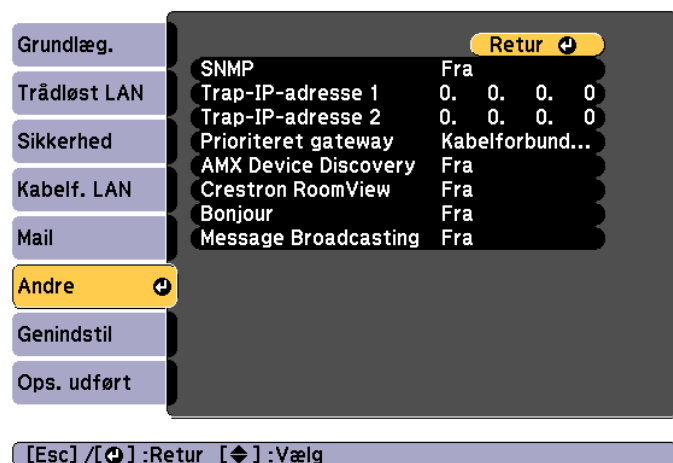 Grundlæg.
Trådløst LAN
Sikkerhed
Kabelf. LAN
Mail
Andre
Genindstil
Ops. udført
Retur
SNMP Fra
Trap-IP-adresse 1 0. 0. 0. 0
Trap-IP-adresse 2 0. 0. 0. 0
Prioriteret gateway Kabelforbund...
AMX Device Discovery Fra
Crestron RoomView Fra
Bonjour Fra
Message Broadcasting Fra
[Esc] /[⏎] :Retur [◆] :Vælg